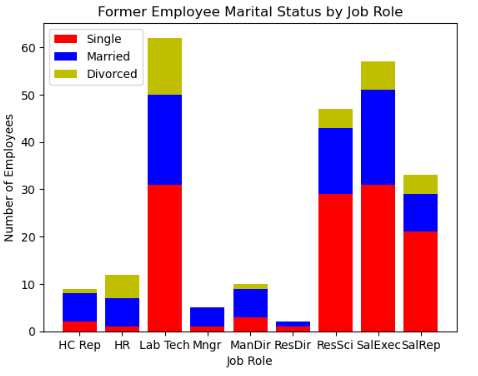 Former Employee Marital Status by Job Role
Single
Married
Divorced
60
50
40
30
20
10
0
Number of Employees
HC Rep HR Lab Tech Mngr ManDir ResDir ResSci SalExec SalRep
Job Role